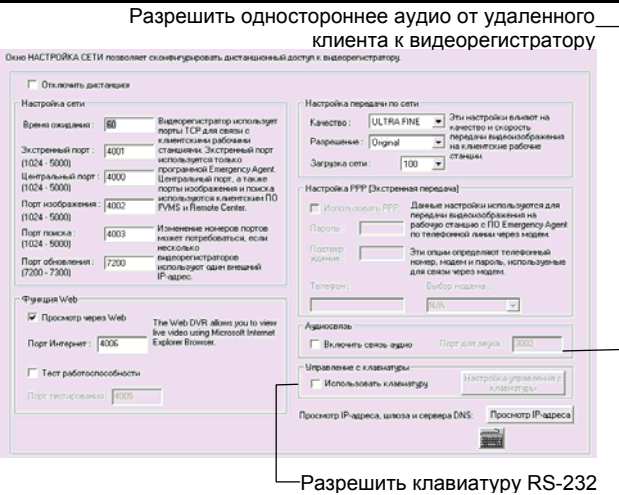 Разрешить одностороннее аудио от удаленного
клиента к видеорегистратору
Окно НАСТРОЙКА СЕТИ позволяет сконфигурировать дистанционный доступ к видеорегистратору.
Отключить дистанцион
Настройка сети
Время ожидания : 60
Экстренный порт : 4001
(1024 - 5000)
Центральный порт : 4000
(1024 - 5000)
Порт изображения : 4002
(1024 - 5000)
Порт поиска : 4003
(1024 - 5000)
Порт обновления : 7200
(7200 - 7300)
Видеорегистратор использует
порты TCP для связи с
клиентскими рабочими
станциями. Экстренный порт
используется только
программой Emergency Agent.
Центральный порт, а также
порты изображения и поиска
используются клиентским ПО
PVMS и Remote Center.
Изменение номеров портов
может потребоваться, если
несколько
видеорегистраторов
используют один внешний
IP-адрес.
Функция Web
Просмотр через Web
Порт Интернет : 4006
The Web DVR allows you to view
live video using Microsoft Internet
Explorer Browser.
Тест работоспособности
Порт тестирования : 4005
Настройка передачи по сети
Качество : ULTRA FINE
Разрешение : Original
Загрузка сети : 100
Эти настройки влияют на
качество и скорость
передачи видеоизображения
на клиентские рабочие
станции.
Настройка PPP [Экстренная передача]
Использовать PPP
Пароль :
Подтвер
ждение :
Данные настройки используются для
передачи видеоизображения на
рабочую станцию с ПО Emergency Agent
по телефонной линии через модем.
Эти опции определяют телефонный
номер, модем и пароль, используемые
для связи через модем.
Телефон :
Выбор модема :
N/A
Аудиосвязь
Включить связь аудио
Порт для звука : 3002
Управление с клавиатуры
Использовать клавиатуру
Настройка управления с
клавиатуры
Просмотр IP-адреса, шлюза и сервера DNS:
Просмотр IP-адреса
Разрешить клавиатуру RS-232